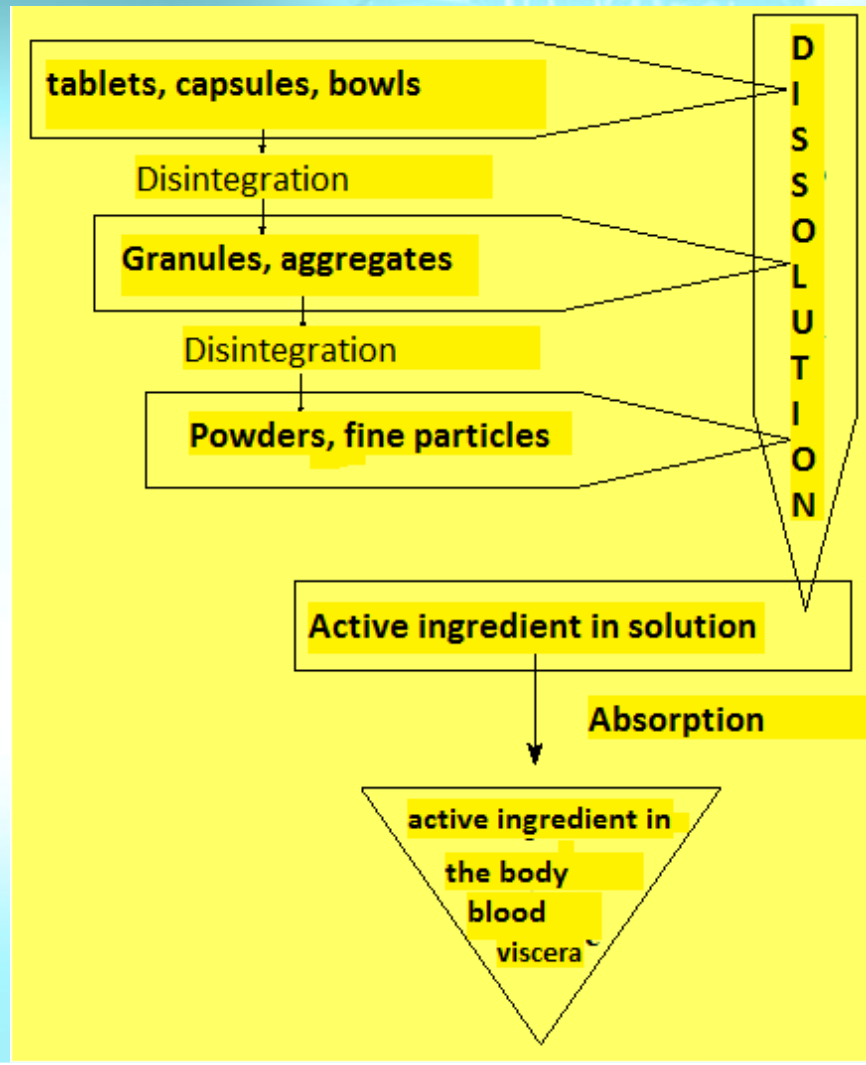 tablets, capsules, bowls
Disintegration
Granules, aggregates
Disintegration
Powders, fine particles
DISSOLUTION
Active ingredient in solution
Absorption
active ingredient in
the body
blood
viscera